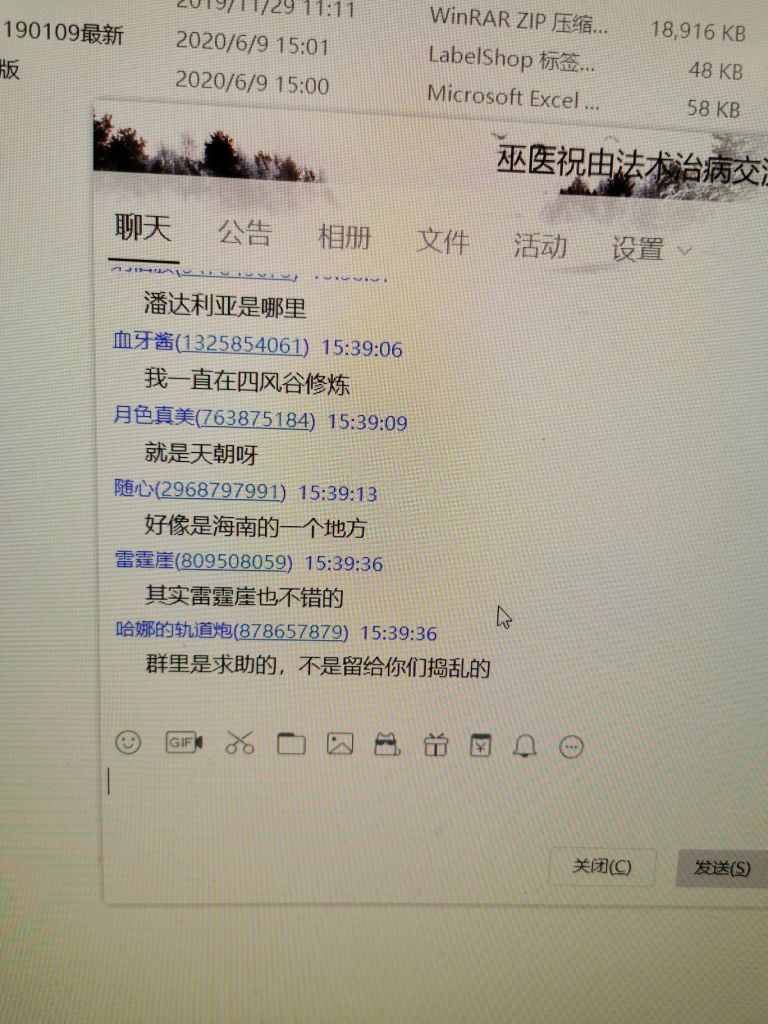 2019/11/29 11:11
WinRAR ZIP 压缩... 18,916 KB
190109最新 2020/6/9 15:01 LabelShop 标签... 48 KB
版 2020/6/9 15:00 Microsoft Excel ... 58 KB
巫医祝由法术治病交流
聊天 公告 相册 文件 活动 设置
潘达利亚是哪里
血牙酱(1325854061) 15:39:06
我一直在四风谷修炼
月色真美(763875184) 15:39:09
就是天朝呀
随心(2968797991) 15:39:13
好像是海南的一个地方
雷霆崖(809508059) 15:39:36
其实雷霆崖也不错的
哈娜的轨道炮(878657879) 15:39:36
群里是求助的，不是留给你们捣乱的
GIF
关闭(C) 发送(S)